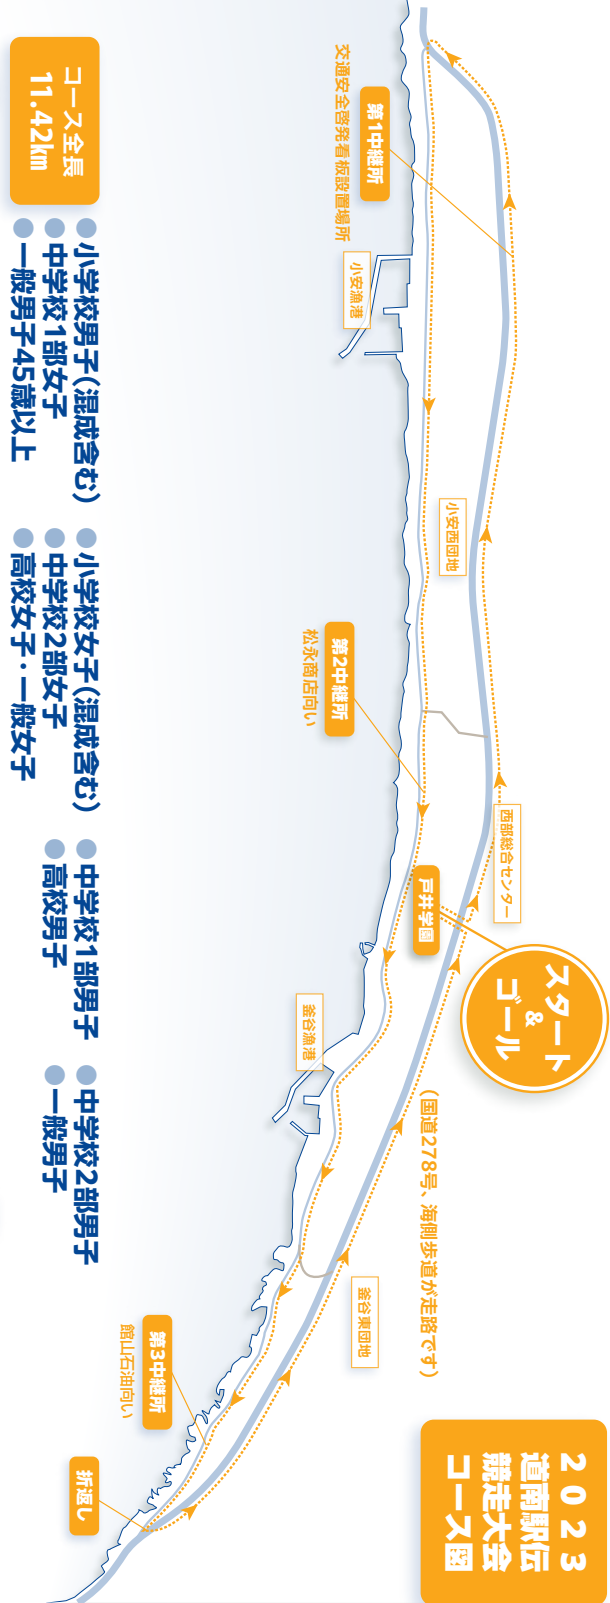 2023
道南駅伝
競走大会
コース図
コース全長
11.42km
小学校男子(混成含む)
中学校1部女子
一般男子45歳以上
小学校女子(混成含む)
中学校2部女子
高校女子・一般女子
中学校1部男子
高校男子
中学校2部男子
一般男子
第1中継所
交通安全啓発看板設置場所
小安漁港
小安西団地
第2中継所
松永商店向い
西部総合センター
戸井学園
スタート
&
ゴール
釜谷漁港
(国道278号、海側歩道が走路です)
釜谷東団地
第3中継所
館山石油向い
折返し